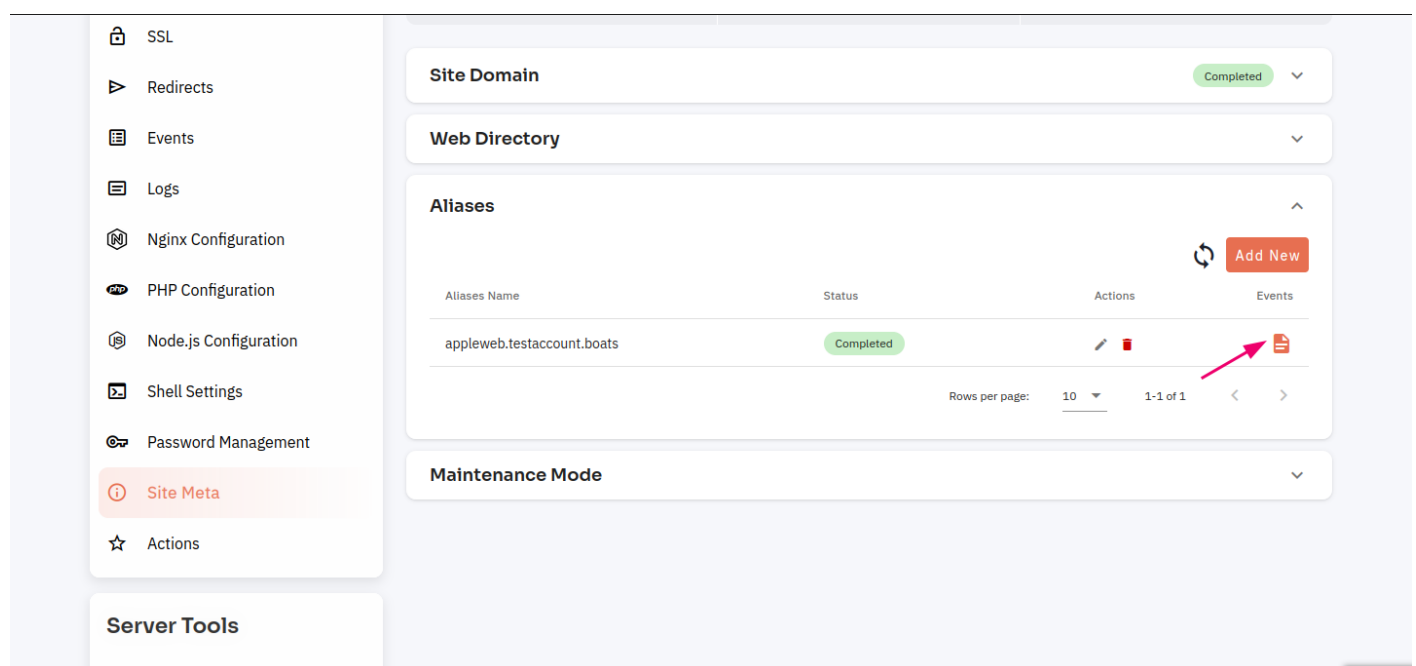 SSL
Redirects
Events
Logs
Nginx Configuration
php PHP Configuration
Node.js Configuration
Shell Settings
Password Management
Site Meta
Actions
Server Tools
Site Domain Completed
Web Directory
Aliases
Add New
Aliases Name Status Actions Events
appleweb.testaccount.boats Completed
Rows per page: 10 1-1 of 1
Maintenance Mode